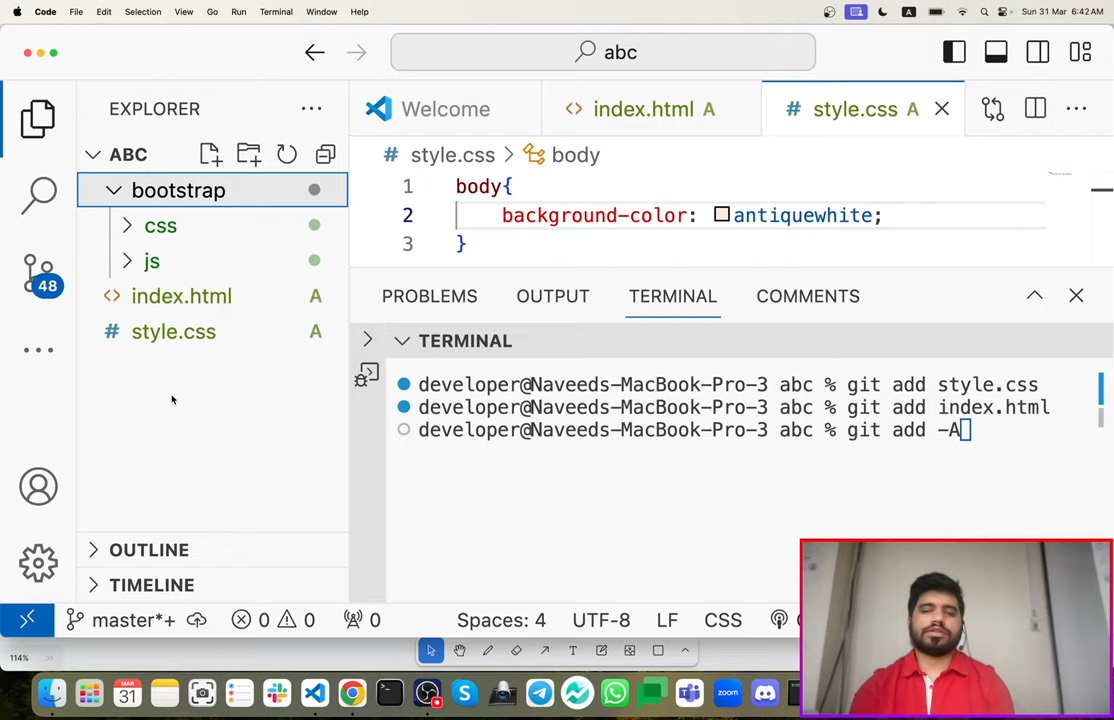 Code File Edit Selection View Go Run Terminal Window Help
A
Sun 31 Mar 6:42 AM
abc
EXPLORER
Welcome
index.html A
style.css A
ABC
style.css > body
bootstrap
css
js
index.html A
style.css A
48
1 body{
2 background-color: antiquewhite;
3 }
PROBLEMS OUTPUT TERMINAL COMMENTS
TERMINAL
developer@Naveeds-MacBook-Pro-3 abc % git add style.css
developer@Naveeds-MacBook-Pro-3 abc % git add index.html
developer@Naveeds-MacBook-Pro-3 abc % git add -A
OUTLINE
TIMELINE
master*+ 0 0 0 Spaces: 4 UTF-8 LF CSS
114%
MAR
31
zoom